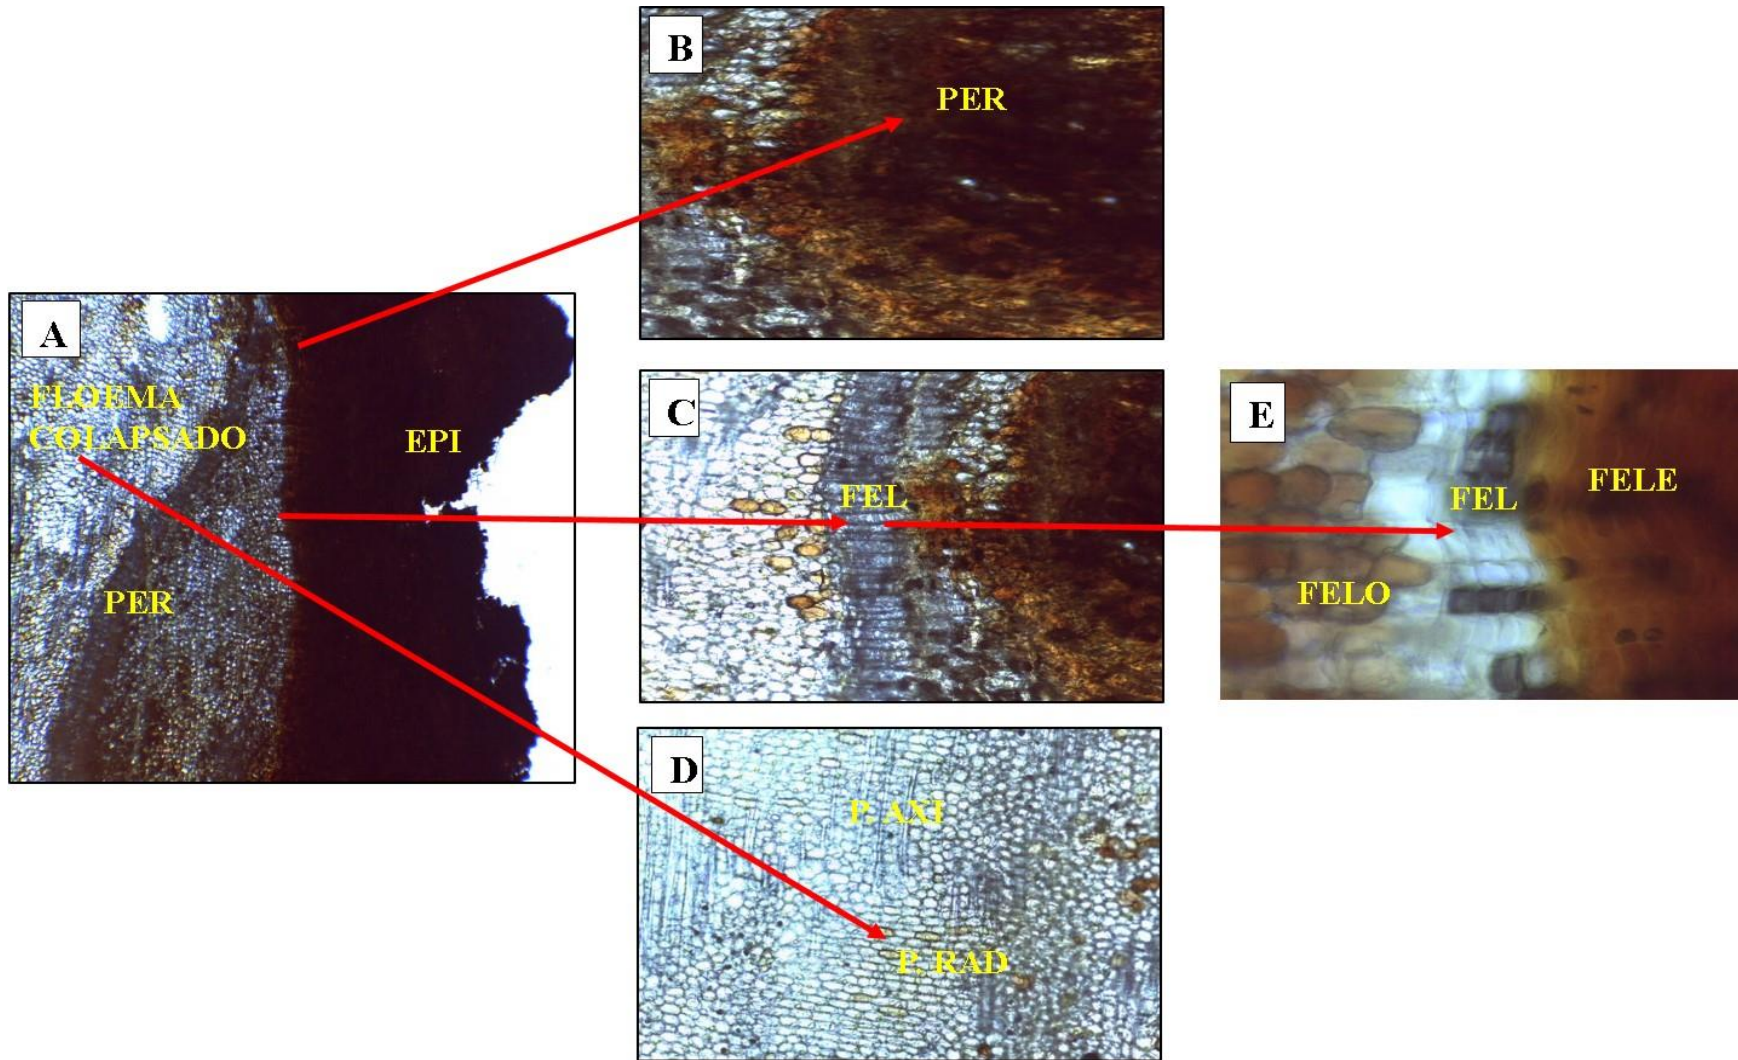 A
FLOEMA
COLAPSADO
EPI
PER
B
PER
C
FEL
D
P. AXI
P. RAD
E
FEL
FELE
FELO